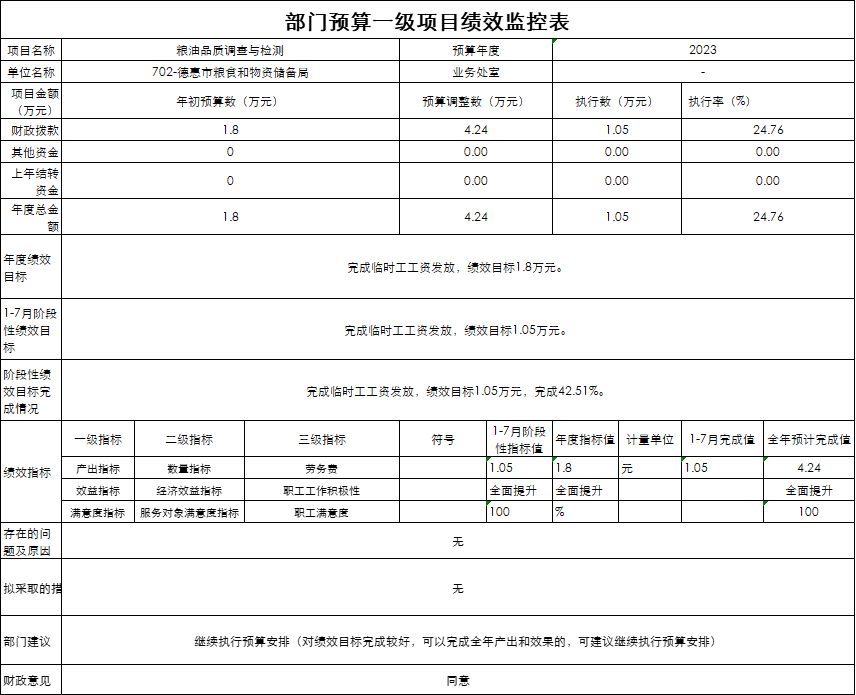 部门预算一级项目绩效监控表
项目名称 粮油品质调查与检测 预算年度 2023
单位名称 702-德惠市粮食和物资储备局 业务处室 -
项目金额
（万元） 年初预算数（万元） 预算调整数（万元） 执行数（万元） 执行率（%）
财政拨款 1.8 4.24 1.05 24.76
其他资金 0 0.00 0.00 0.00
上年结转
资金 0 0.00 0.00 0.00
年度总金
额 1.8 4.24 1.05 24.76
年度绩效
目标 完成临时工工资发放，绩效目标1.8万元。
1-7月阶段
性绩效目
标 完成临时工工资发放，绩效目标1.05万元。
阶段性绩
效目标完
成情况 完成临时工工资发放，绩效目标1.05万元，完成42.51%。
绩效指标 一级指标 二级指标 三级指标 符号 1-7月阶段
性指标值 年度指标值 计量单位 1-7月完成值 全年预计完成值
产出指标 数量指标 劳务费 1.05 1.8 元 1.05 4.24
效益指标 经济效益指标 职工工作积极性 全面提升 全面提升 全面提升
满意度指标 服务对象满意度指标 职工满意度 100 % 100
存在的问
题及原因 无
拟采取的措 无
部门建议 继续执行预算安排（对绩效目标完成较好，可以完成全年产出和效果的，可建议继续执行预算安排）
财政意见 同意